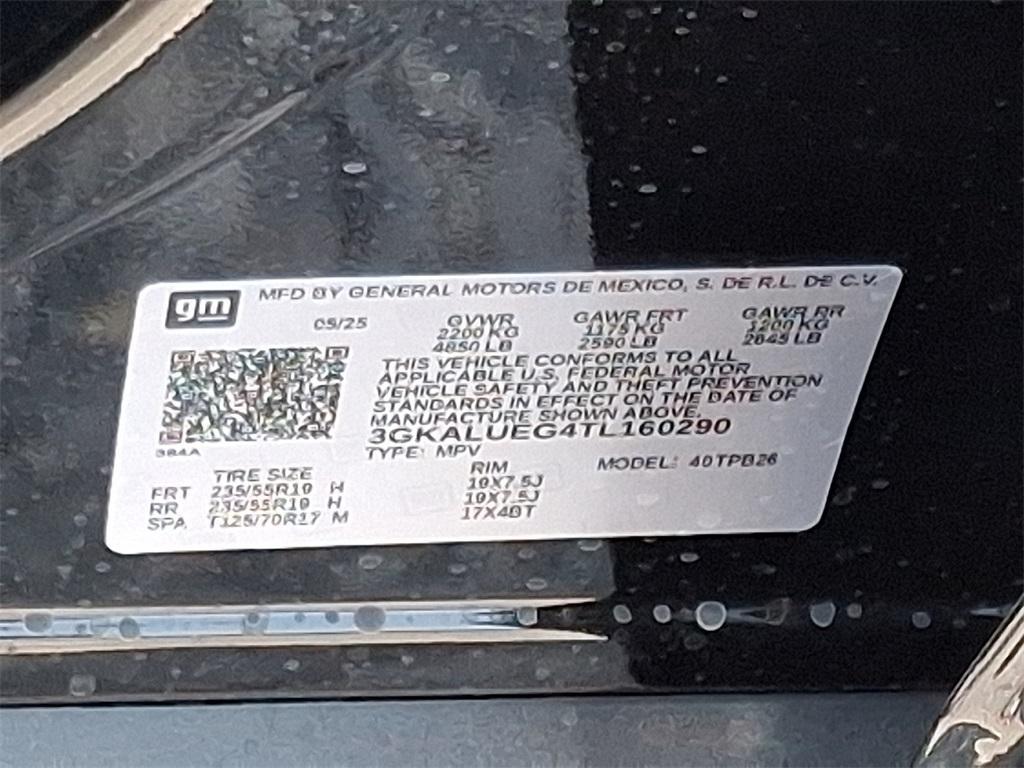 gm
MFD BY GENERAL MOTORS DE MEXICO, S. DE R.L. DE C.V.
05/25 GVWR GAWR FRT GAWR RR
2200 KG 1175 KG 1200 KG
4850 LB 2590 LB 2645 LB
THIS VEHICLE CONFORMS TO ALL
APPLICABLE U.S. FEDERAL MOTOR
VEHICLE SAFETY AND THEFT PREVENTION
STANDARDS IN EFFECT ON THE DATE OF
MANUFACTURE SHOWN ABOVE.
3GKALUEG4TL160290
TYPE: MPV MODEL:
TIRE SIZE RIM
FRT 235/55R19 H 19X7.5J
RR 235/55R19 H 19X7.5J
SPA T125/70R17 M 17X4BT